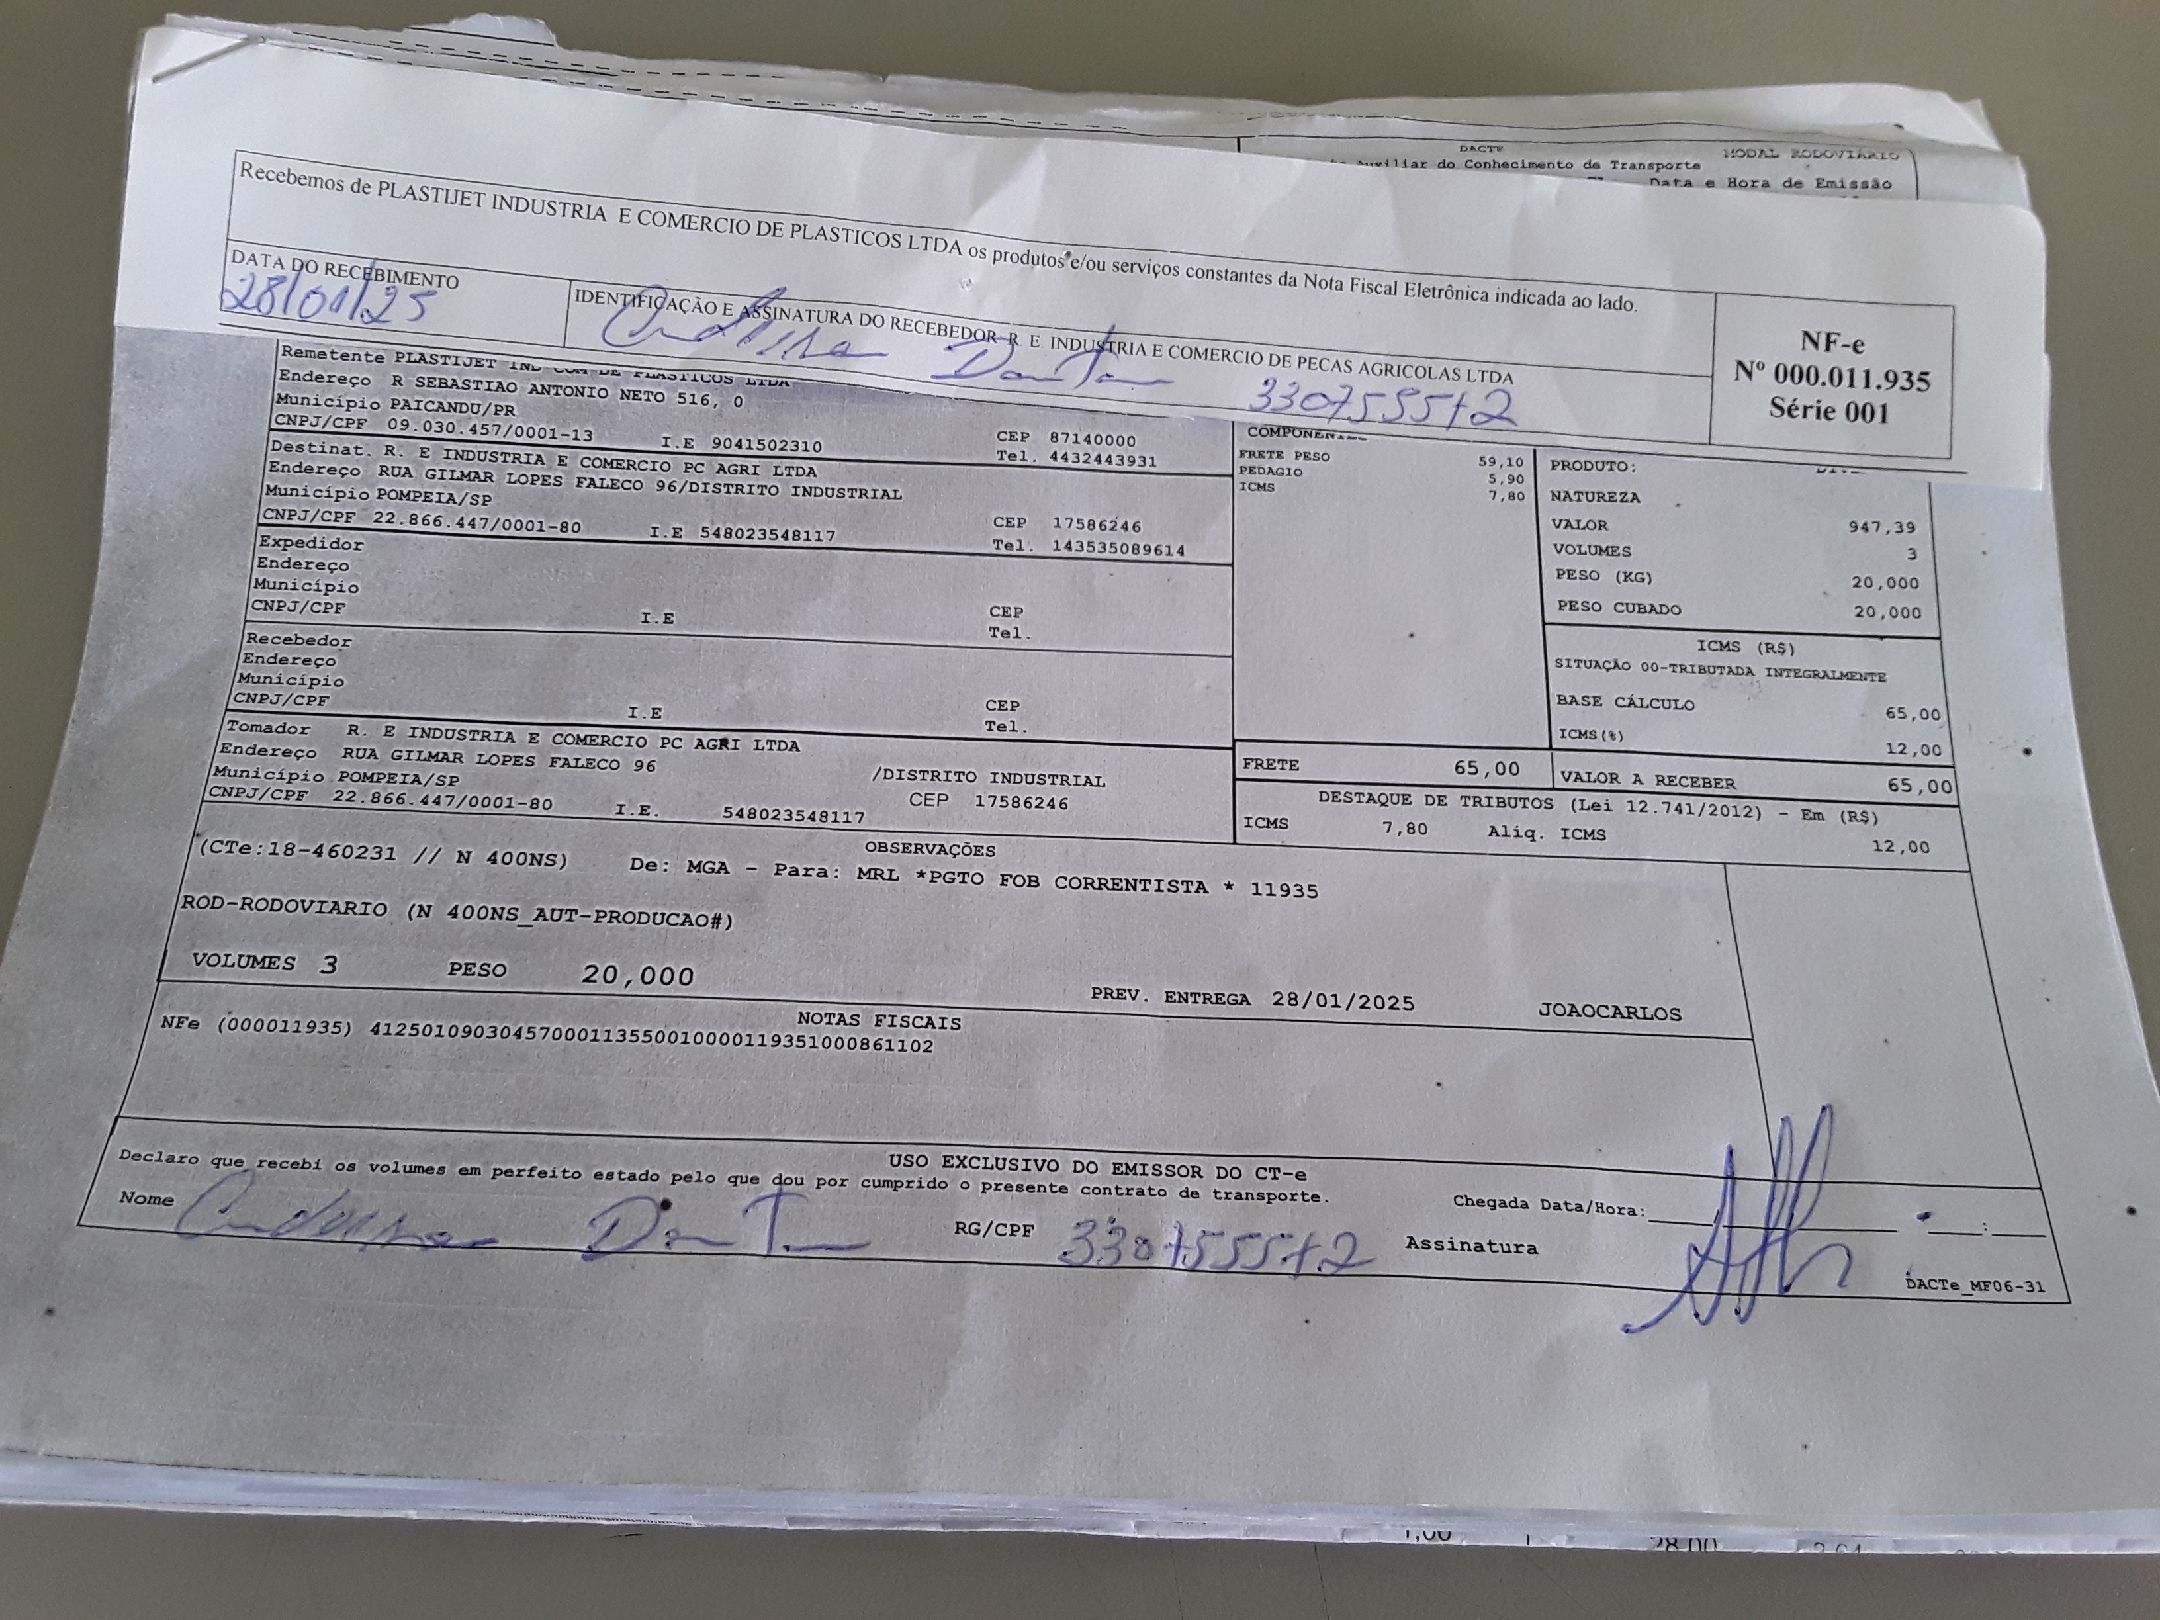 DACTE MODAL RODOVIÁRIO
Auxiliar do Conhecimento de Transporte
Data e Hora de Emissão
Recebemos de PLASTIJET INDUSTRIA E COMERCIO DE PLASTICOS LTDA os produtos e/ou serviços constantes da Nota Fiscal Eletrônica indicada ao lado.
DATA DO RECEBIMENTO
28/01/25
IDENTIFICAÇÃO E ASSINATURA DO RECEBEDOR R. E. INDUSTRIA E COMERCIO DE PECAS AGRICOLAS LTDA
NF-e
Nº 000.011.935
Série 001
Remetente PLASTIJET IND COM DE PLASTICOS LTDA
Endereço R SEBASTIAO ANTONIO NETO 516, 0
Município PAICANDU/PR CEP 87140000
CNPJ/CPF 09.030.457/0001-13 I.E 9041502310 Tel. 4432443931
Destinat. R. E INDUSTRIA E COMERCIO PC AGRI LTDA
Endereço RUA GILMAR LOPES FALECO 96/DISTRITO INDUSTRIAL
Município POMPEIA/SP CEP 17586246
CNPJ/CPF 22.866.447/0001-80 I.E 548023548117 Tel. 143535089614
Expedidor
Endereço
Município CEP
CNPJ/CPF I.E Tel.
Recebedor
Endereço
Município CEP
CNPJ/CPF I.E Tel.
Tomador R. E INDUSTRIA E COMERCIO PC AGRI LTDA
Endereço RUA GILMAR LOPES FALECO 96 /DISTRITO INDUSTRIAL
Município POMPEIA/SP CEP 17586246
CNPJ/CPF 22.866.447/0001-80 I.E. 548023548117
FRETE PESO 59,10
PEDAGIO 5,90
ICMS 7,80
PRODUTO:
NATUREZA
VALOR 947,39
VOLUMES 3
PESO (KG) 20,000
PESO CUBADO 20,000
ICMS (R$)
SITUAÇÃO 00-TRIBUTADA INTEGRALMENTE
BASE CÁLCULO 65,00
ICMS(%) 12,00
FRETE 65,00 VALOR A RECEBER 65,00
DESTAQUE DE TRIBUTOS (Lei 12.741/2012) - Em (R$)
ICMS 7,80 Aliq. ICMS 12,00
OBSERVAÇÕES
(CTe:18-460231 // N 400NS) De: MGA - Para: MRL *PGTO FOB CORRENTISTA * 11935
ROD-RODOVIARIO (N 400NS_AUT-PRODUCAO#)
VOLUMES 3 PESO 20,000 PREV. ENTREGA 28/01/2025 JOAOCARLOS
NOTAS FISCAIS
NFe (000011935) 41250109030457000113550010000119351000861102
USO EXCLUSIVO DO EMISSOR DO CT-e
Declaro que recebi os volumes em perfeito estado pelo que dou por cumprido o presente contrato de transporte.
Chegada Data/Hora:
Nome RG/CPF Assinatura
DACTe_MF06-31